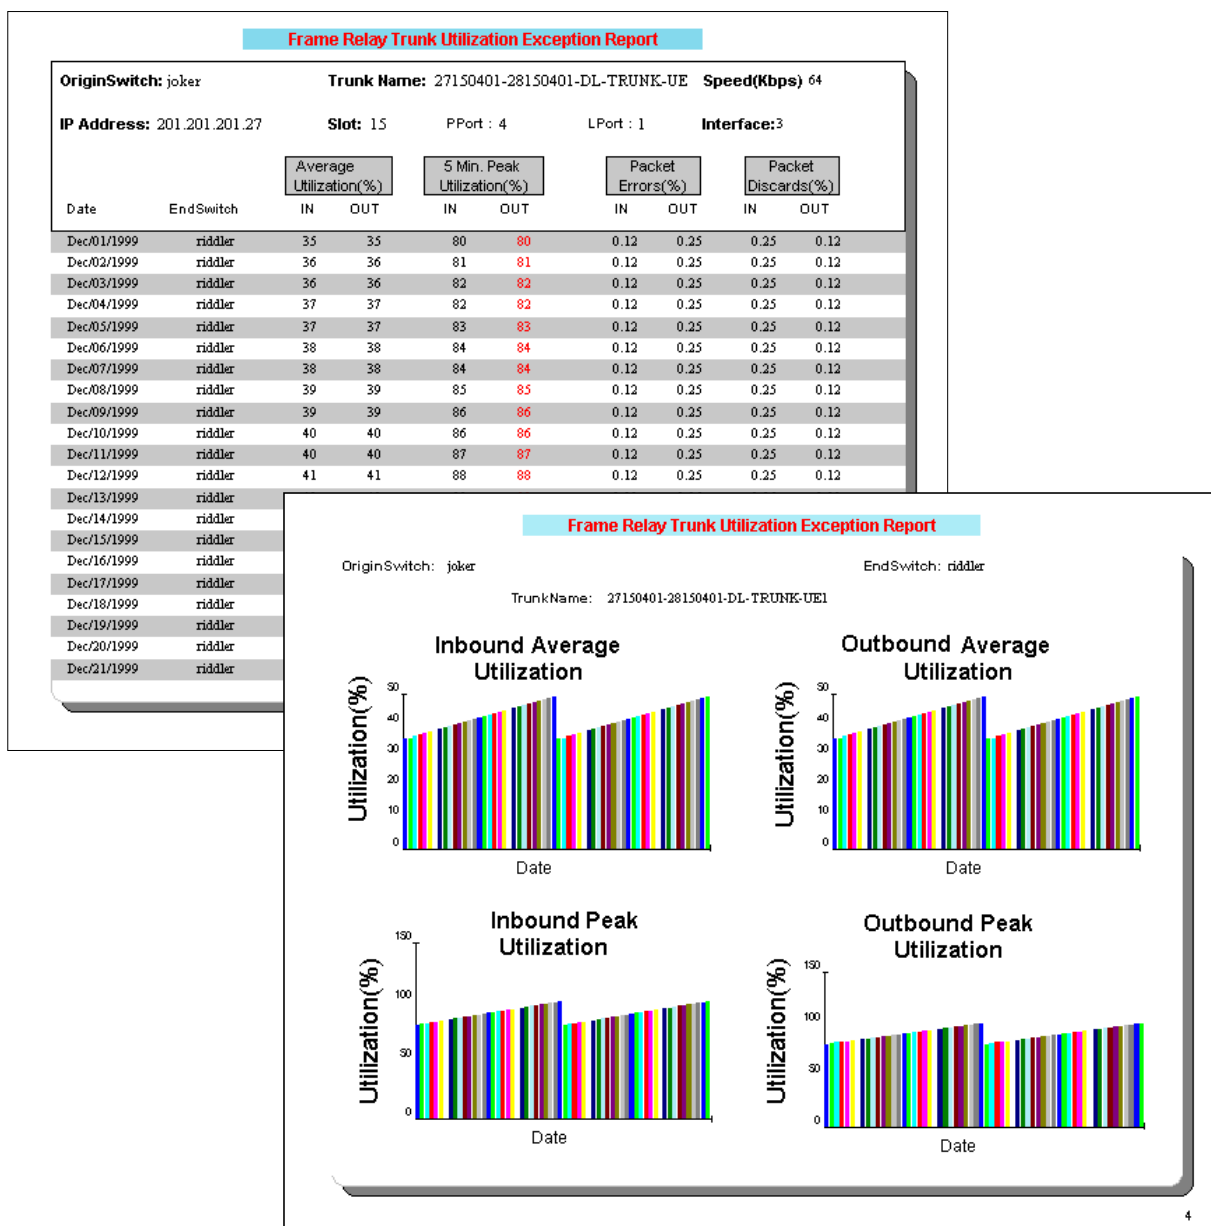 Frame Relay Trunk Utilization Exception Report
OriginSwitch: joker Trunk Name: 27150401-28150401-DL-TRUNK-UE Speed(Kbps) 64
IP Address: 201.201.201.27 Slot: 15 PPort : 4 LPort : 1 Interface:3
Average 5 Min. Peak Packet Packet
Utilization(%) Utilization(%) Errors(%) Discards(%)
Date EndSwitch IN OUT IN OUT IN OUT IN OUT
Dec/01/1999 riddler 35 35 80 80 0.12 0.25 0.25 0.12
Dec/02/1999 riddler 36 36 81 81 0.12 0.25 0.25 0.12
Dec/03/1999 riddler 36 36 82 82 0.12 0.25 0.25 0.12
Dec/04/1999 riddler 37 37 82 82 0.12 0.25 0.25 0.12
Dec/05/1999 riddler 37 37 83 83 0.12 0.25 0.25 0.12
Dec/06/1999 riddler 38 38 84 84 0.12 0.25 0.25 0.12
Dec/07/1999 riddler 38 38 84 84 0.12 0.25 0.25 0.12
Dec/08/1999 riddler 39 39 85 85 0.12 0.25 0.25 0.12
Dec/09/1999 riddler 39 39 86 86 0.12 0.25 0.25 0.12
Dec/10/1999 riddler 40 40 86 86 0.12 0.25 0.25 0.12
Dec/11/1999 riddler 40 40 87 87 0.12 0.25 0.25 0.12
Dec/12/1999 riddler 41 41 88 88 0.12 0.25 0.25 0.12
Dec/13/1999 riddler
Dec/14/1999 riddler
Dec/15/1999 riddler
Dec/16/1999 riddler
Dec/17/1999 riddler
Dec/18/1999 riddler
Dec/19/1999 riddler
Dec/20/1999 riddler
Dec/21/1999 riddler
Frame Relay Trunk Utilization Exception Report
OriginSwitch: joker EndSwitch: riddler
TrunkName: 27150401-28150401-DL-TRUNK-UE1
Inbound Average
Utilization
Utilization(%)
50
40
30
20
10
0
Date
Outbound Average
Utilization
Utilization(%)
50
40
30
20
10
0
Date
Inbound Peak
Utilization
Utilization(%)
150
100
50
0
Date
Outbound Peak
Utilization
Utilization(%)
150
100
50
0
Date
4